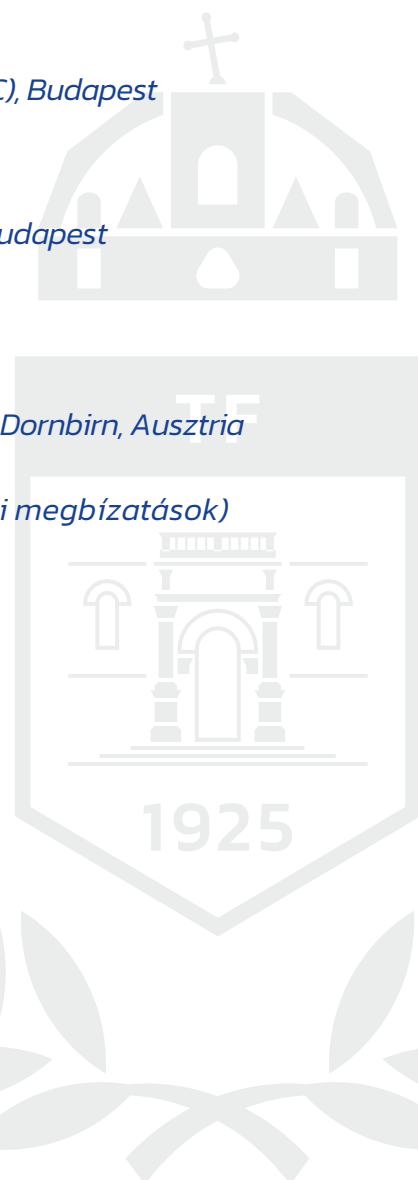 C), Budapest
udapest
TF
Dornbirn, Ausztria
i megbízatások)
1925